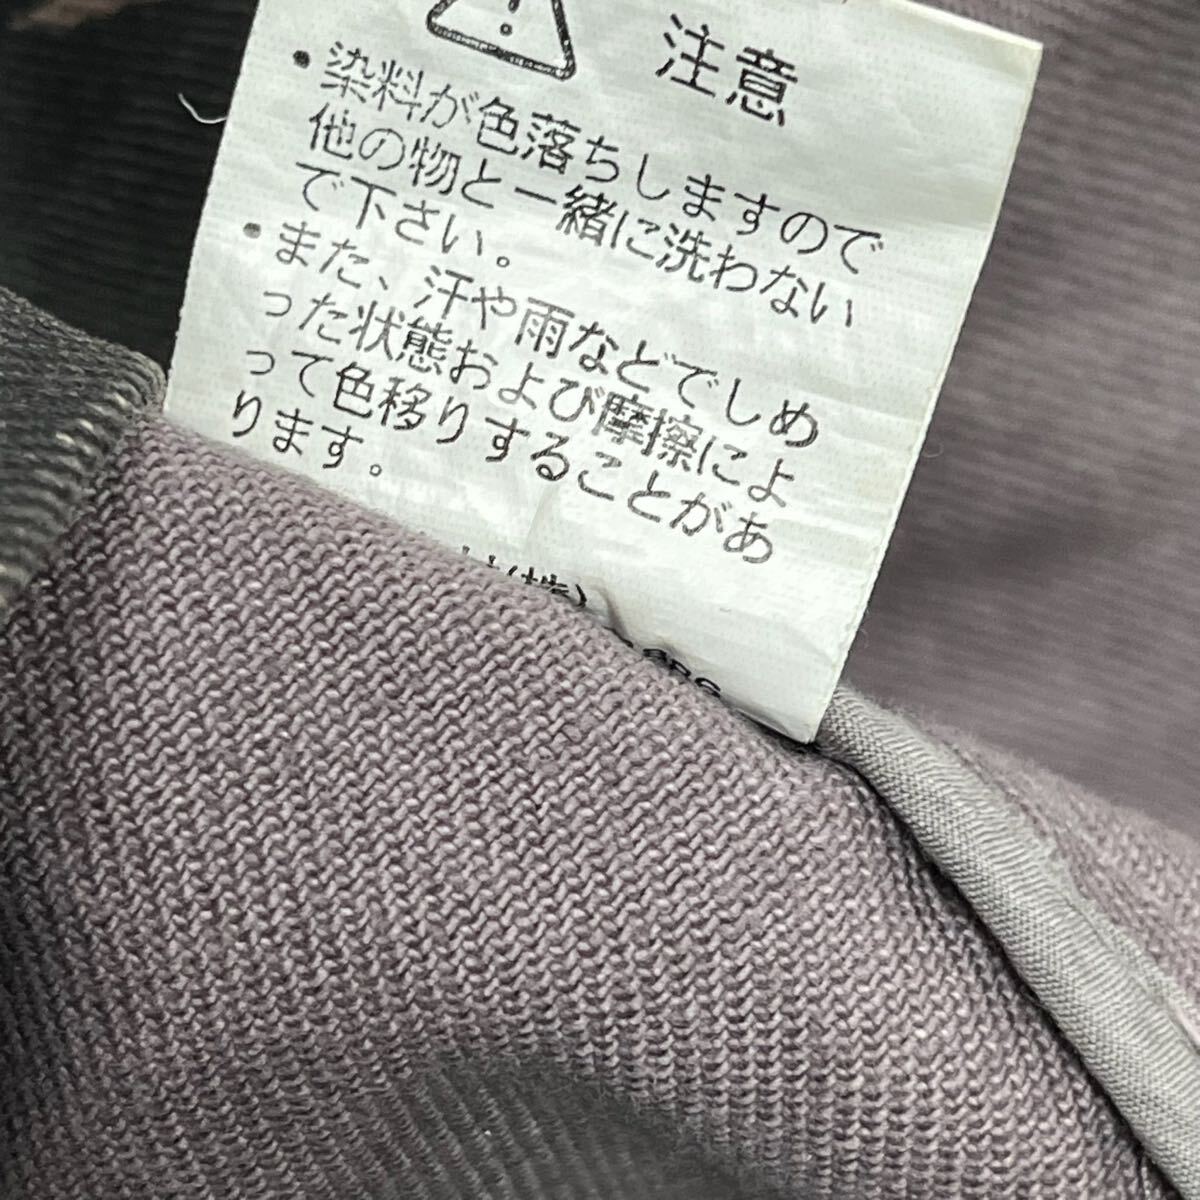 注意
・染料が色落ちしますので
他の物と一緒に洗わない
で下さい。
・また、汗や雨などでしめ
った状態および摩擦によ
って色移りすることがあ
ります。
(株)